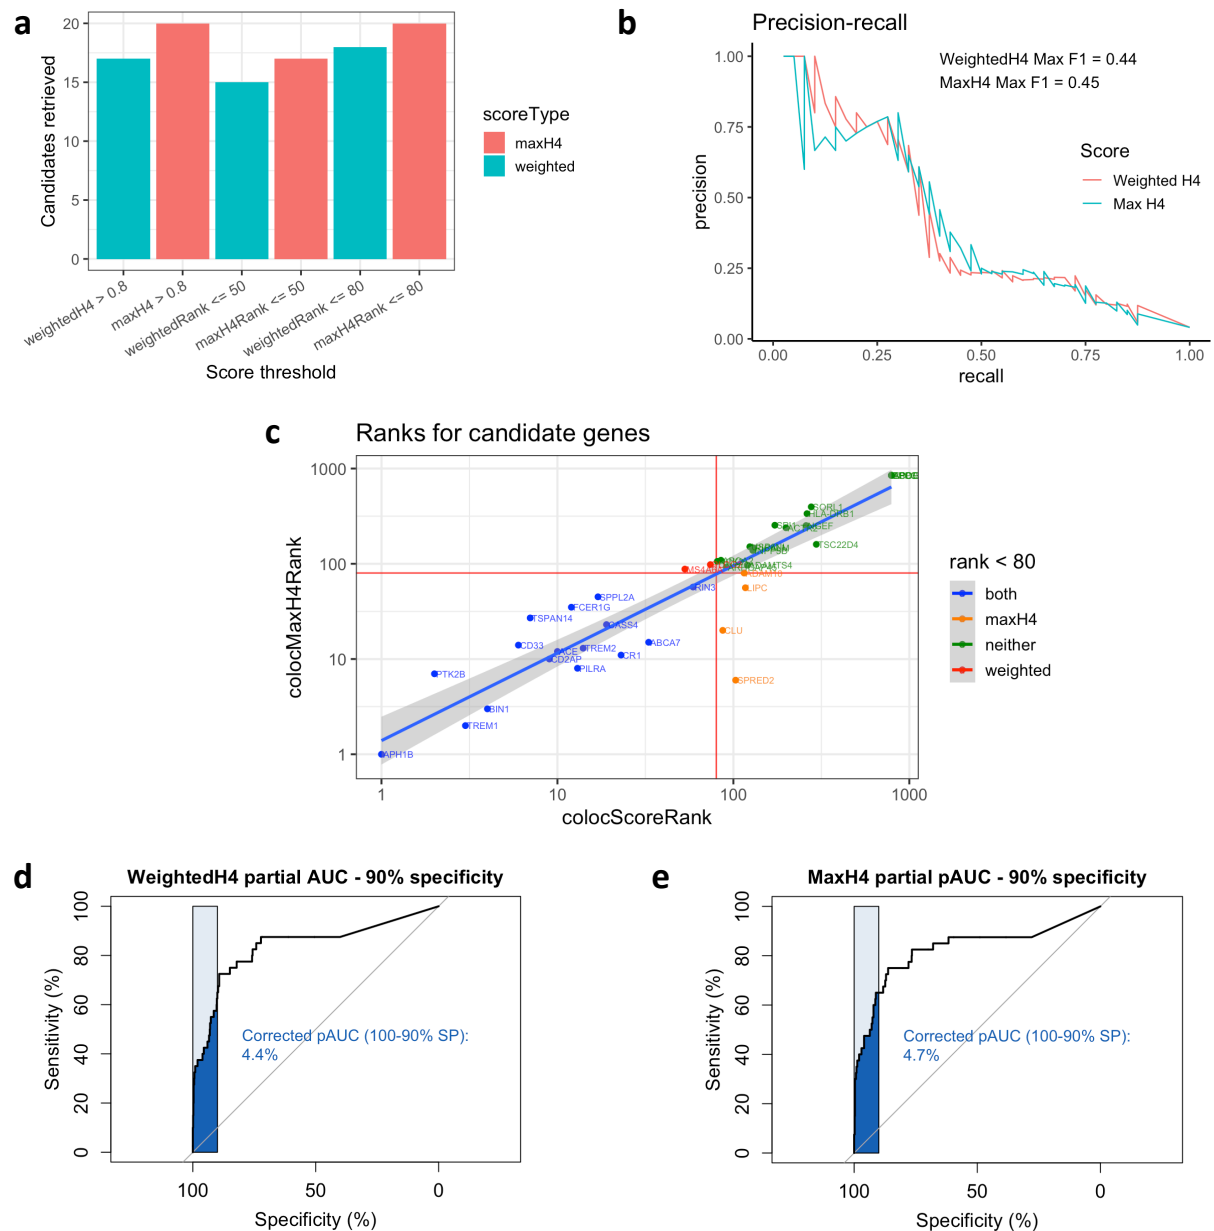 a
20
15
10
5
0
Candidates retrieved
weightedH4 > 0.8
maxH4 > 0.8
weightedRank <= 50
maxH4Rank <= 50
weightedRank <= 80
maxH4Rank <= 80
Score threshold
scoreType
maxH4
weighted
b
Precision-recall
WeightedH4 Max F1 = 0.44
MaxH4 Max F1 = 0.45
1.00
0.75
0.50
0.25
0.00
precision
0.00 0.25 0.50 0.75 1.00
recall
Score
Weighted H4
Max H4
c
Ranks for candidate genes
1000
100
10
1
colocMaxH4Rank
SORL1
HLA-DRB1
TSC22D4
ADAMTS4
LIPC
RIN3
SPPL2A
FCER1G
TSPAN14
CASS4
CLU
ABCA7
CD33
ACE
TREM2
CR1
CD2AP
PILRA
PTK2B
SPRED2
BIN1
TREM1
APH1B
1 10 100 1000
colocScoreRank
rank < 80
both
maxH4
neither
weighted
d
WeightedH4 partial AUC - 90% specificity
100
80
60
40
20
0
Sensitivity (%)
Corrected pAUC (100-90% SP):
4.4%
100 50 0
Specificity (%)
e
MaxH4 partial pAUC - 90% specificity
100
80
60
40
20
0
Sensitivity (%)
Corrected pAUC (100-90% SP):
4.7%
100 50 0
Specificity (%)